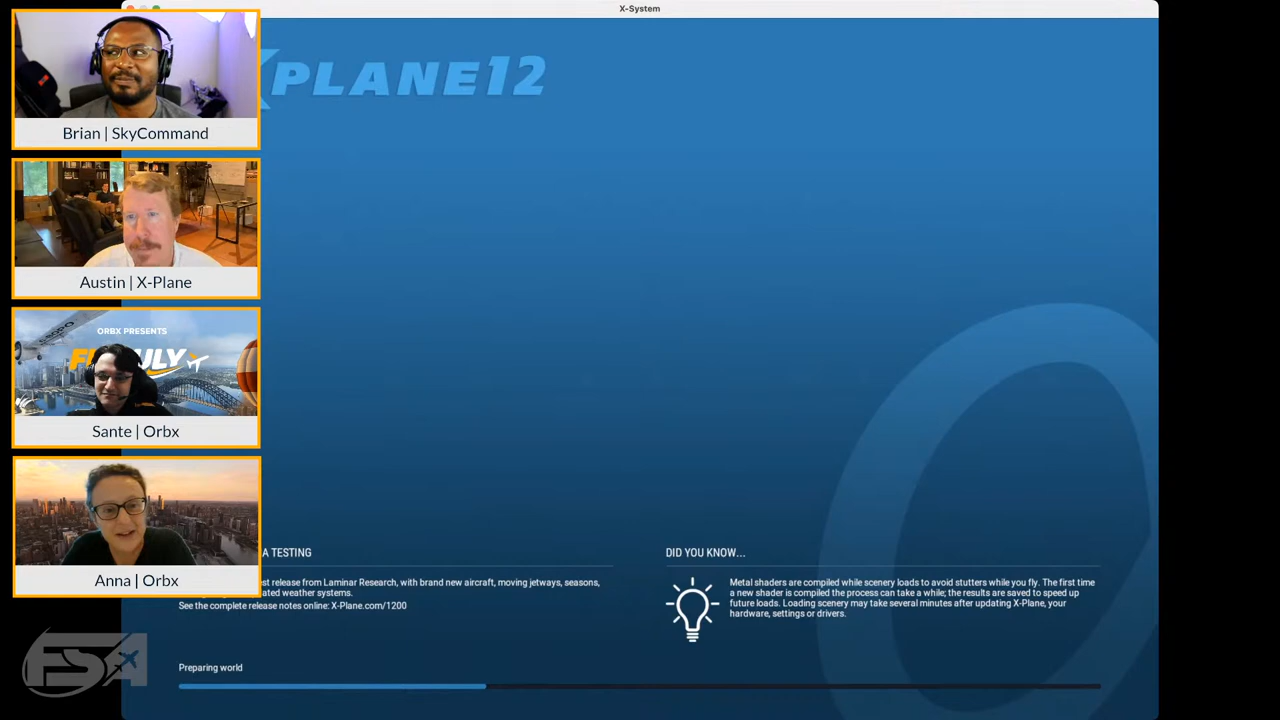 X-System
PLANE12
Brian | SkyCommand
Austin | X-Plane
ORBX PRESENTS
Sante | Orbx
Anna | Orbx
A TESTING
est release from Laminar Research, with brand new aircraft, moving jetways, seasons,
ated weather systems.
See the complete release notes online: X-Plane.com/1200
DID YOU KNOW...
Metal shaders are compiled while scenery loads to avoid stutters while you fly. The first time
a new shader is compiled the process can take a while; the results are saved to speed up
future loads. Loading scenery may take several minutes after updating X-Plane, your
hardware, settings or drivers.
Preparing world
FSA